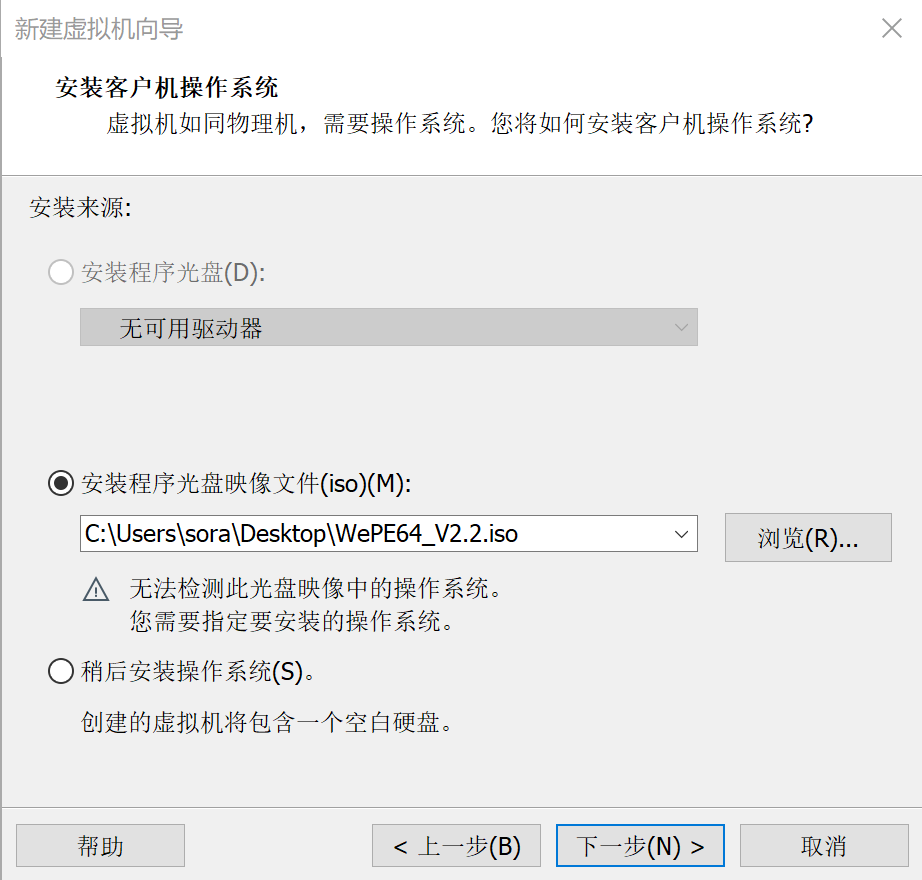 新建虚拟机向导
安装客户机操作系统
虚拟机如同物理机，需要操作系统。您将如何安装客户机操作系统?
安装来源:
安装程序光盘(D):
无可用驱动器
安装程序光盘映像文件(iso)(M):
C:\Users\sora\Desktop\WePE64_V2.2.iso
浏览(R)...
无法检测此光盘映像中的操作系统。
您需要指定要安装的操作系统。
稍后安装操作系统(S)。
创建的虚拟机将包含一个空白硬盘。
帮助
< 上一步(B)
下一步(N) >
取消